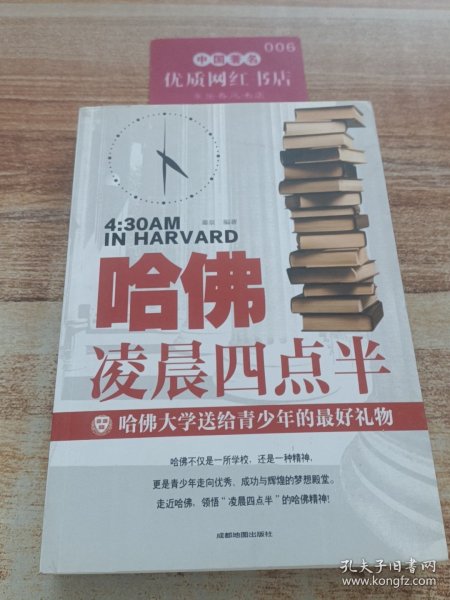 006
中国著名
优质网红书店
4:30AM
IN HARVARD
编著
哈佛
凌晨四点半
哈佛大学送给青少年的最好礼物
哈佛不仅是一所学校，还是一种精神，
更是青少年走向优秀、成功与辉煌的梦想殿堂。
走近哈佛，领悟“凌晨四点半”的哈佛精神！
成都地图出版社
孔夫子旧书网
www.kongfz.com